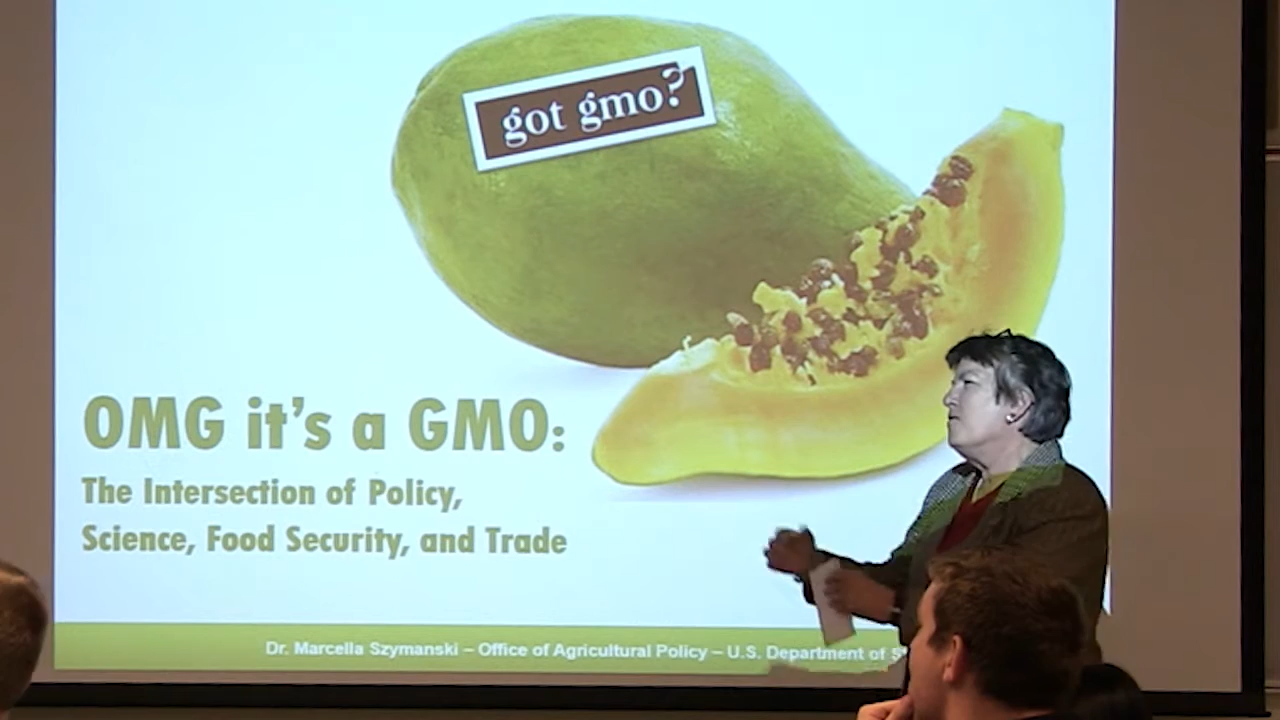 got gmo?
OMG it's a GMO:
The Intersection of Policy,
Science, Food Security, and Trade
Dr. Marcella Szymanski – Office of Agricultural Policy – U.S. Department of